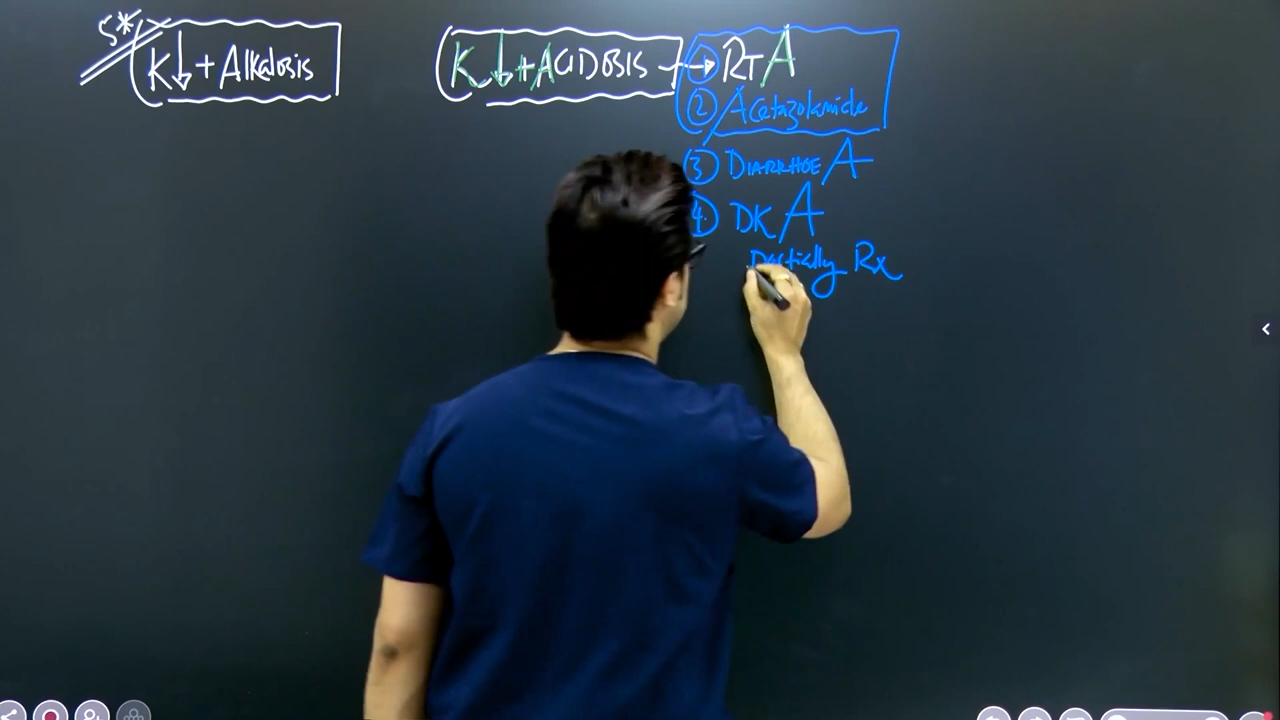 5* K↓ + Alkalosis
K↓ + ACIDOSIS → ① RTA
② Acetazolamide
③ DIARRHOEA
④ DKA
Partially Rx